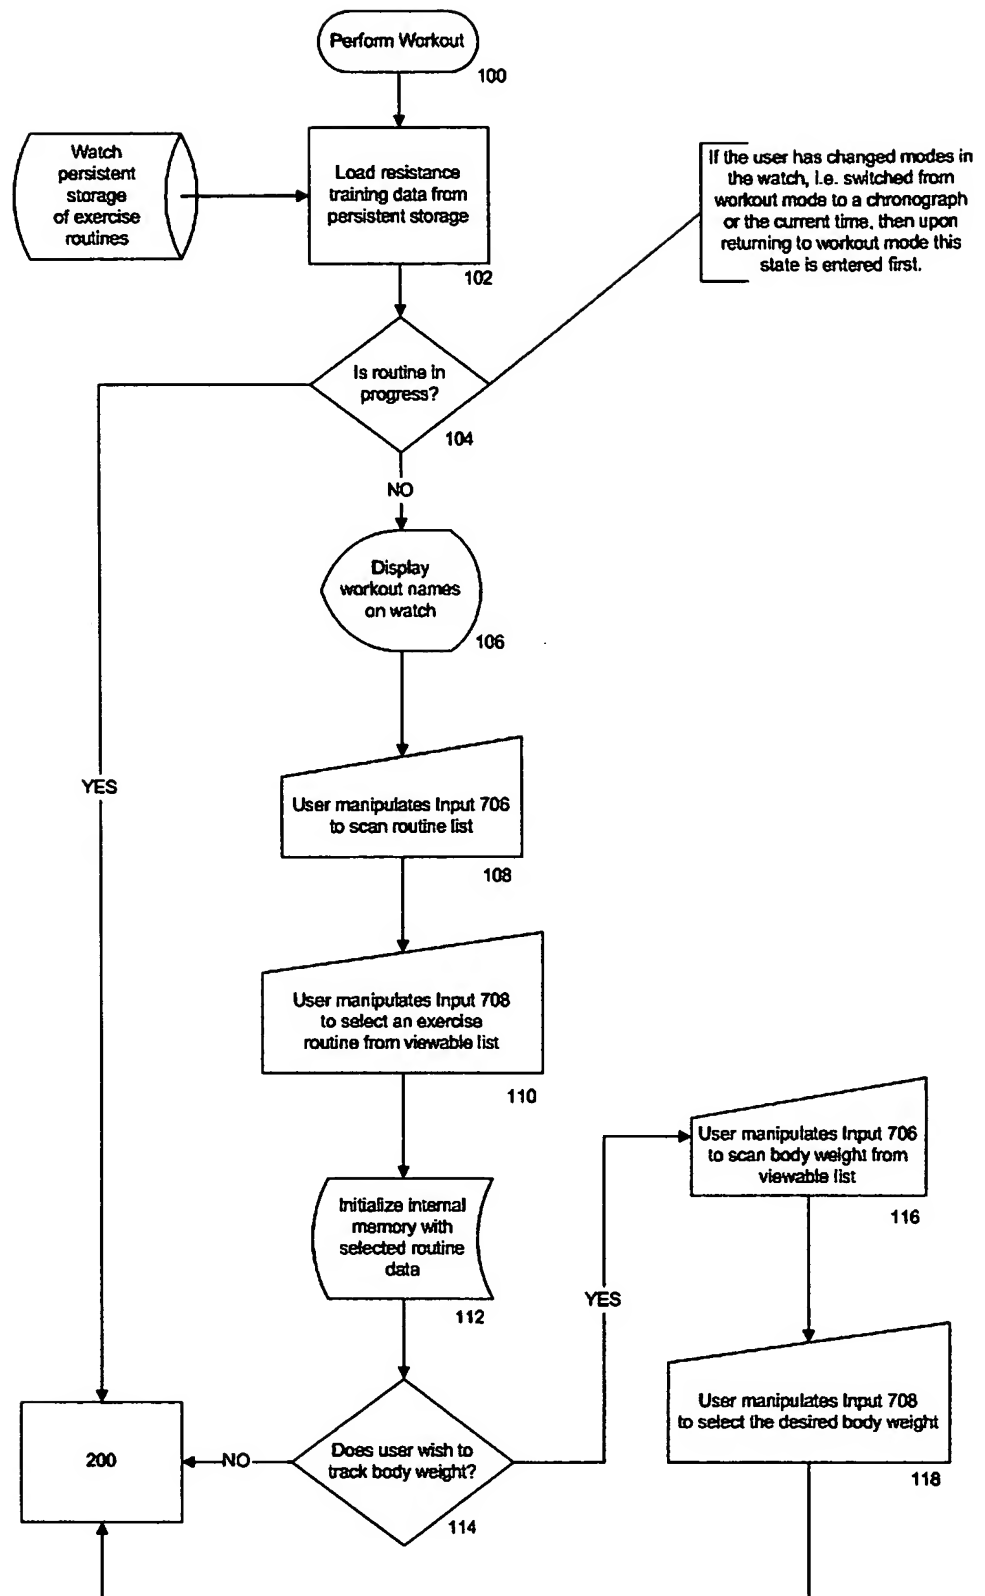 Perform Workout
100
Watch
persistent
storage
of exercise
routines
Load resistance
training data from
persistent storage
102
If the user has changed modes in
the watch, i.e. switched from
workout mode to a chronograph
or the current time, then upon
returning to workout mode this
state is entered first.
Is routine in
progress?
104
NO
Display
workout names
on watch
106
YES
User manipulates Input 706
to scan routine list
108
User manipulates Input 708
to select an exercise
routine from viewable list
110
User manipulates Input 706
to scan body weight from
viewable list
116
Initialize internal
memory with
selected routine
data
112
YES
User manipulates Input 708
to select the desired body weight
118
200
NO
Does user wish to
track body weight?
114